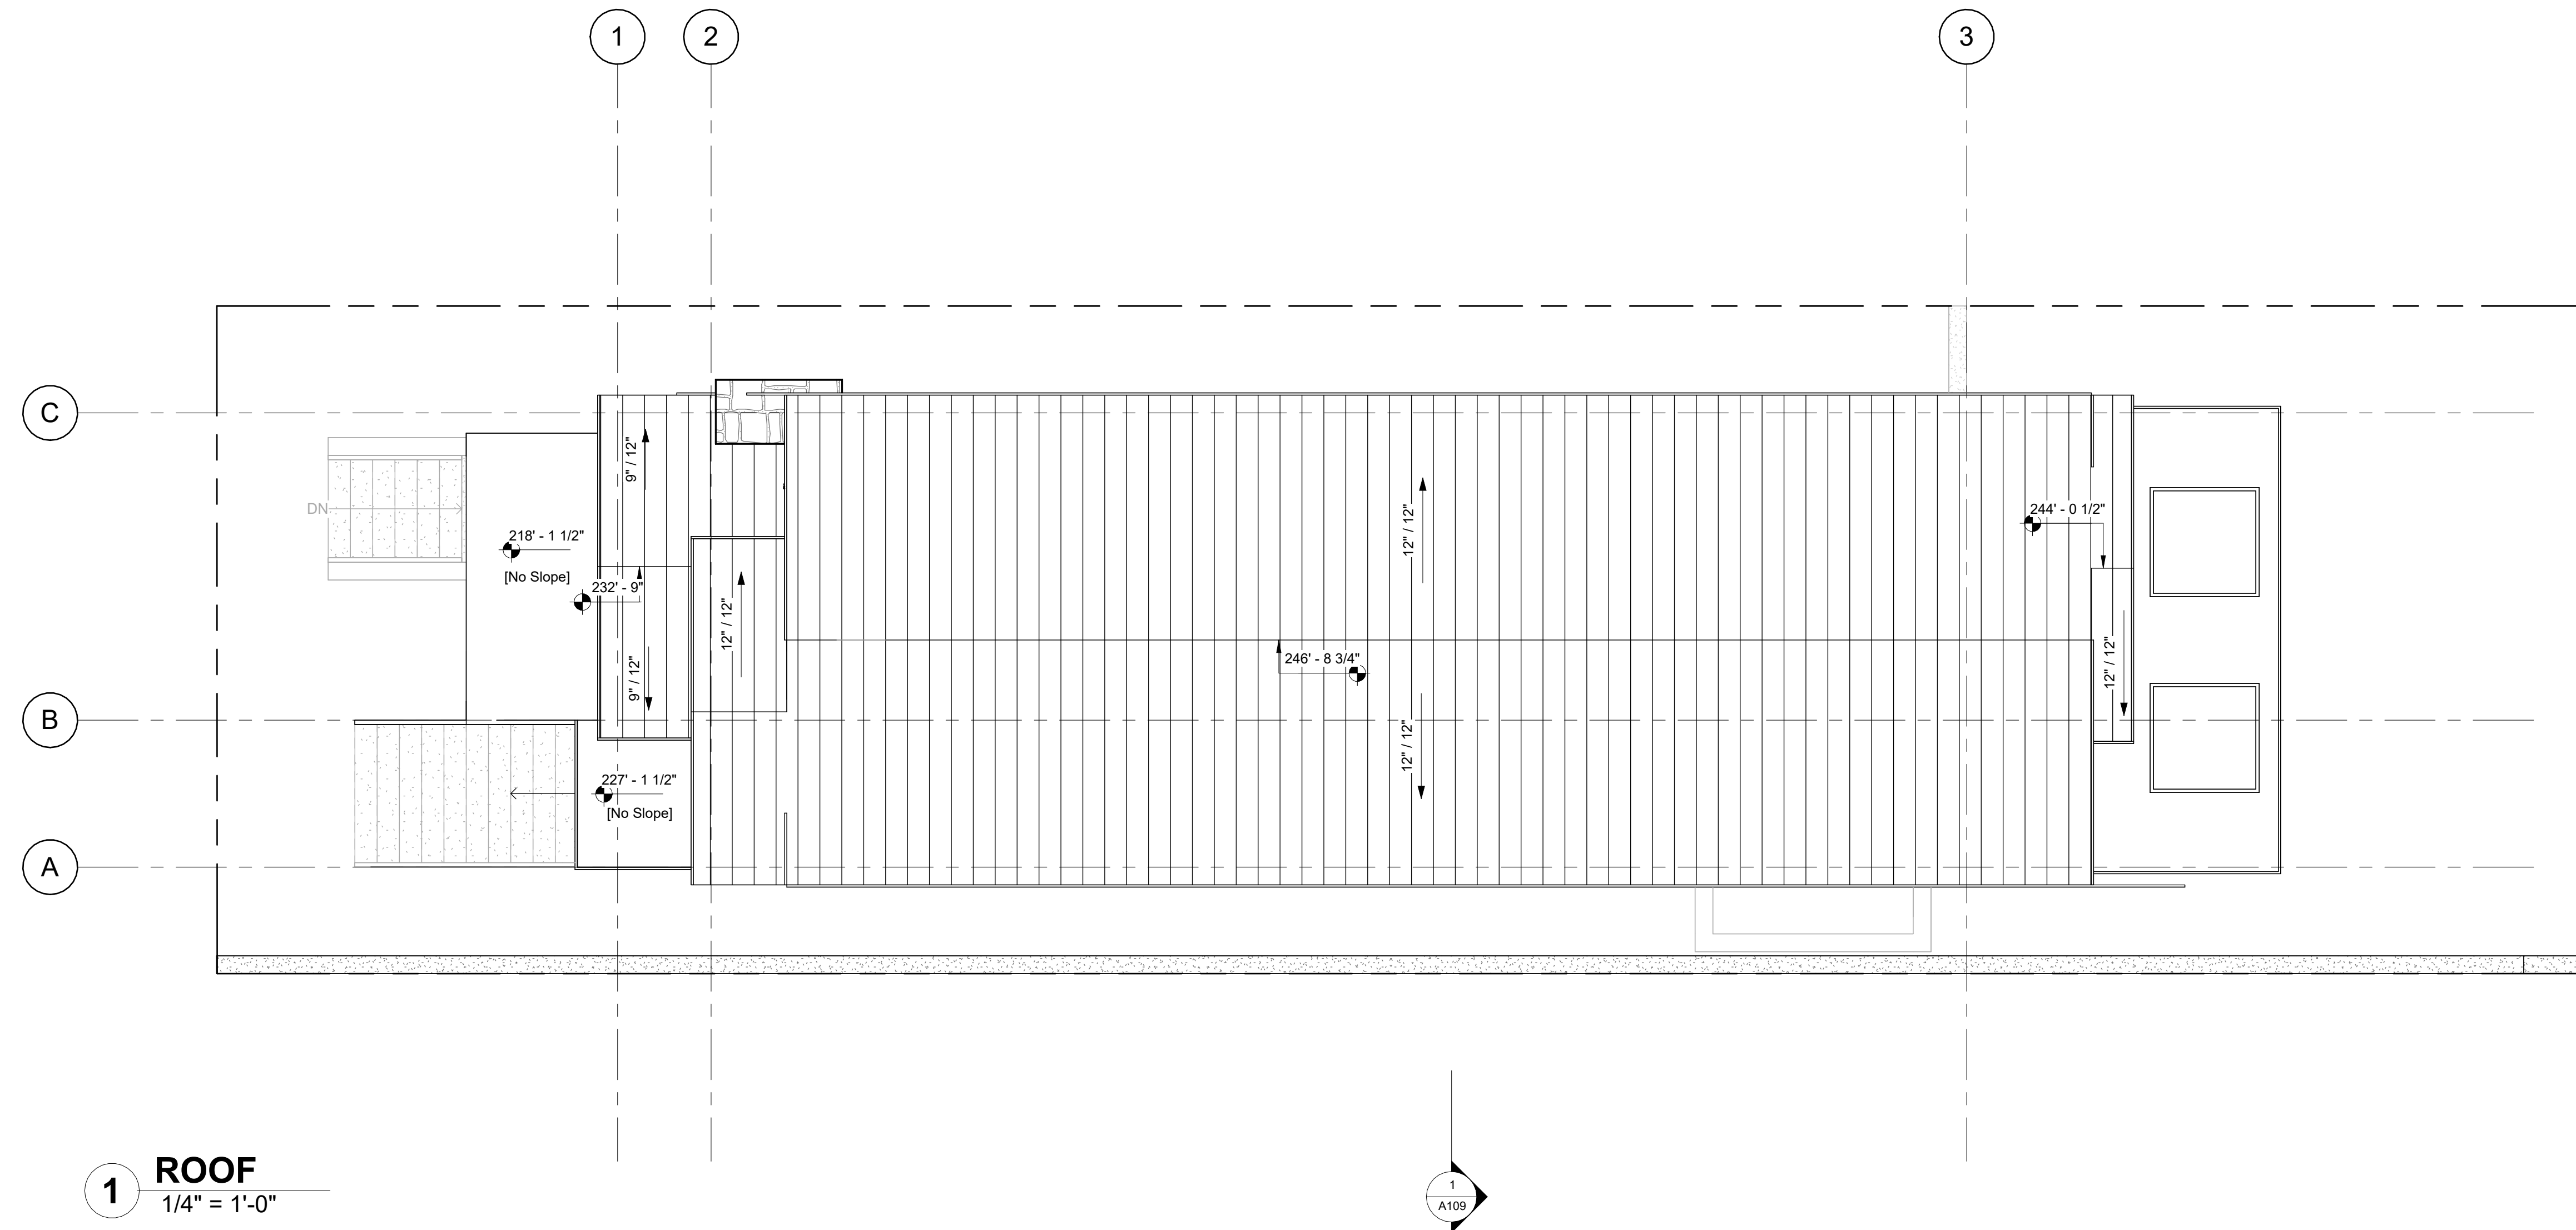 1
2
3
C
9" / 12"
12" / 12"
244' - 0 1/2"
DN
218' - 1 1/2"
[No Slope]
232' - 9"
12" / 12"
246' - 8 3/4"
9" / 12"
12" / 12"
12" / 12"
B
227' - 1 1/2"
[No Slope]
A
1
ROOF
1/4" = 1'-0"
1
A109